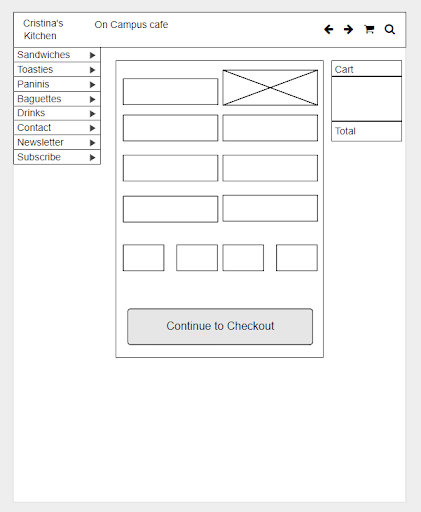 Cristina's
Kitchen
On Campus cafe
Sandwiches
Toasties
Paninis
Baguettes
Drinks
Contact
Newsletter
Subscribe
Cart
Total
Continue to Checkout